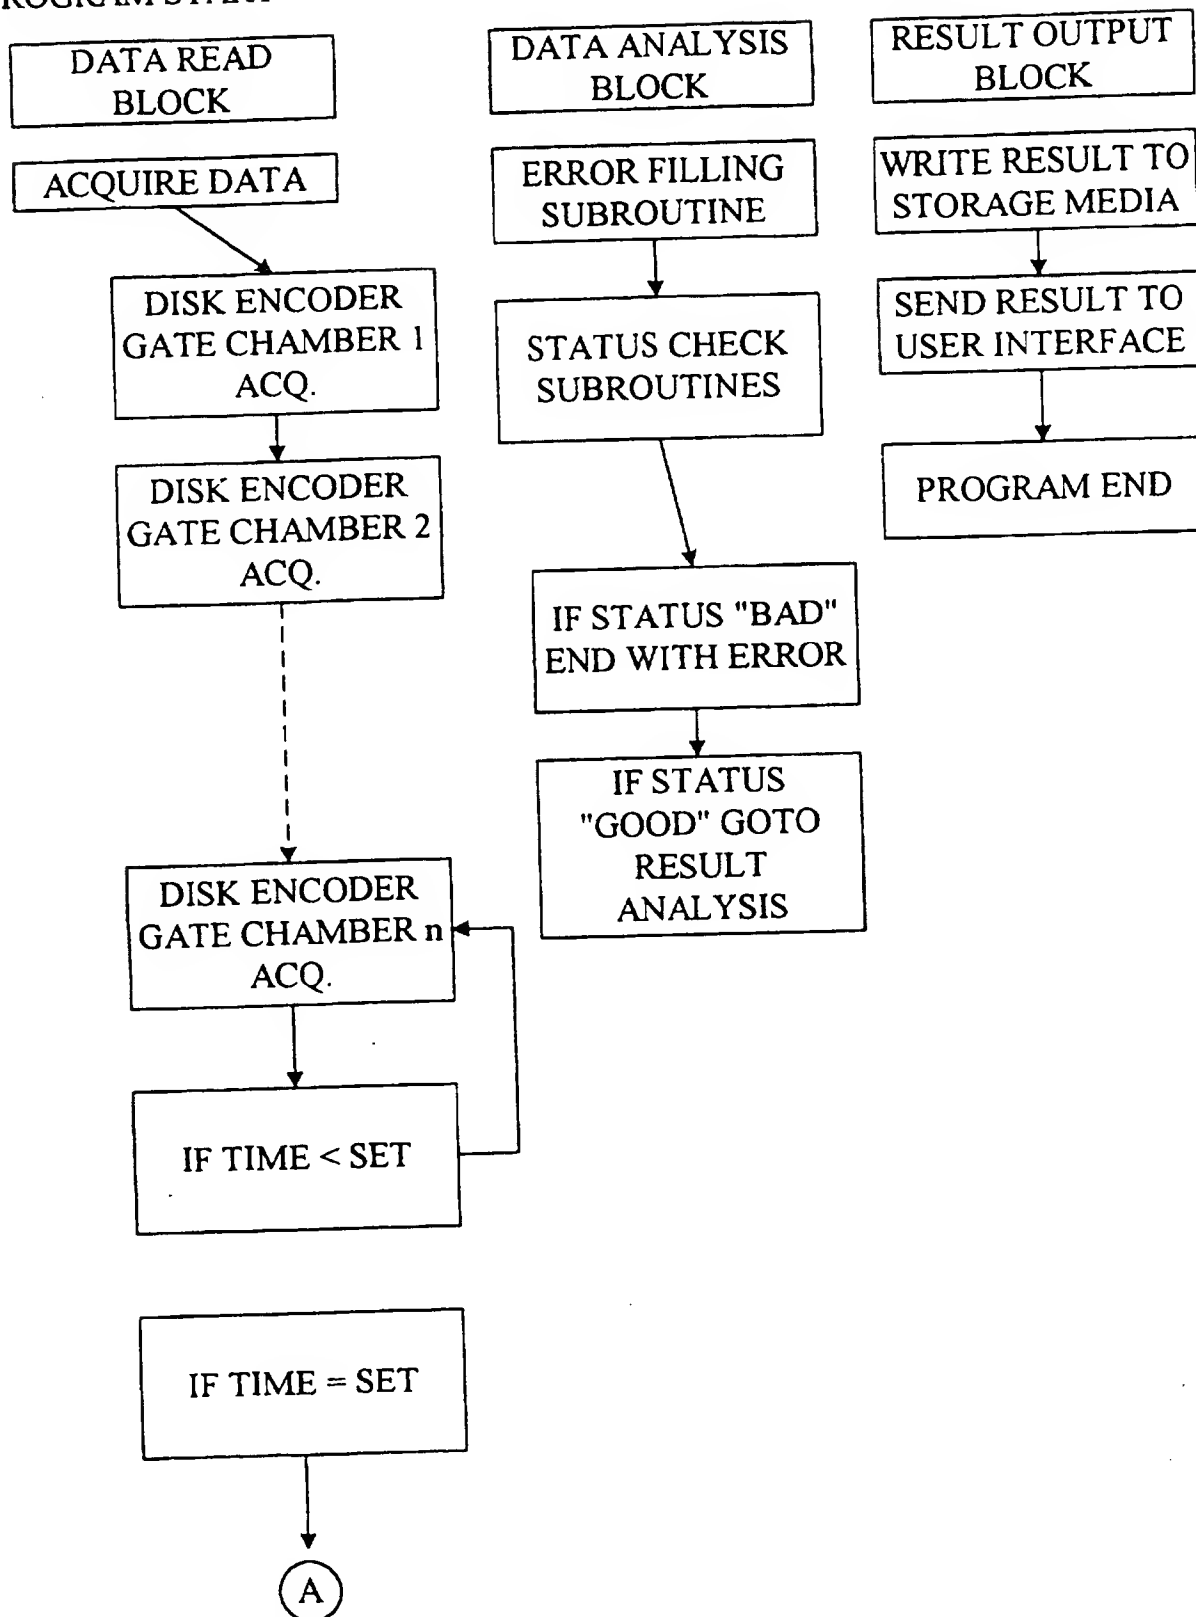 DATA READ
BLOCK
ACQUIRE DATA
DISK ENCODER
GATE CHAMBER 1
ACQ.
DISK ENCODER
GATE CHAMBER 2
ACQ.
DISK ENCODER
GATE CHAMBER n
ACQ.
IF TIME < SET
IF TIME = SET
A
DATA ANALYSIS
BLOCK
ERROR FILLING
SUBROUTINE
STATUS CHECK
SUBROUTINES
IF STATUS "BAD"
END WITH ERROR
IF STATUS
"GOOD" GOTO
RESULT
ANALYSIS
RESULT OUTPUT
BLOCK
WRITE RESULT TO
STORAGE MEDIA
SEND RESULT TO
USER INTERFACE
PROGRAM END